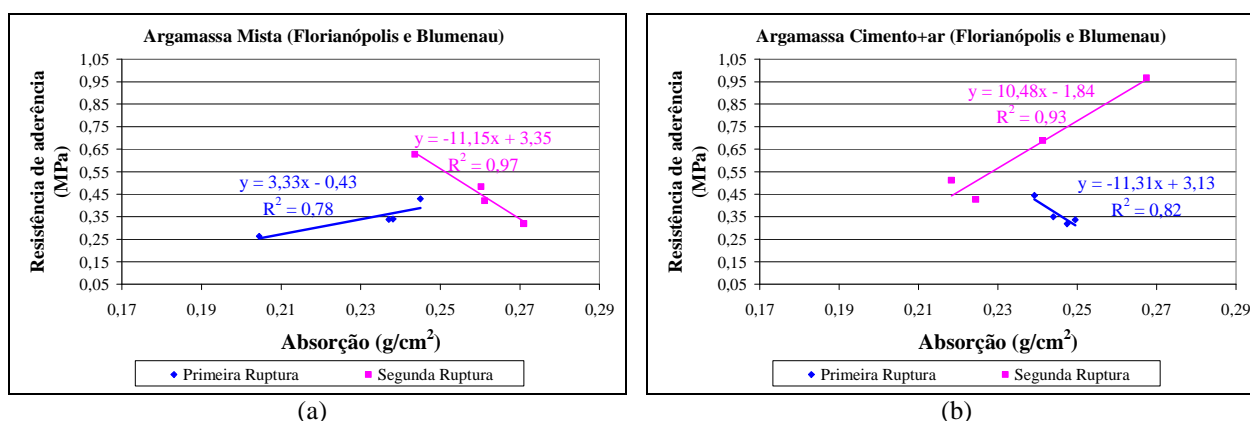 Argamassa Mista (Florianópolis e Blumenau)
Resistência de aderência
(MPa)
1,05
0,95
0,85
0,75
0,65
0,55
0,45
0,35
0,25
0,15
0,05
y = -11,15x + 3,35
R² = 0,97
y = 3,33x - 0,43
R² = 0,78
0,17 0,19 0,21 0,23 0,25 0,27 0,29
Absorção (g/cm²)
Primeira Ruptura Segunda Ruptura
(a)
Argamassa Cimento+ar (Florianópolis e Blumenau)
Resistência de aderência
(MPa)
1,05
0,95
0,85
0,75
0,65
0,55
0,45
0,35
0,25
0,15
0,05
y = 10,48x - 1,84
R² = 0,93
y = -11,31x + 3,13
R² = 0,82
0,17 0,19 0,21 0,23 0,25 0,27 0,29
Absorção (g/cm²)
Primeira Ruptura Segunda Ruptura
(b)